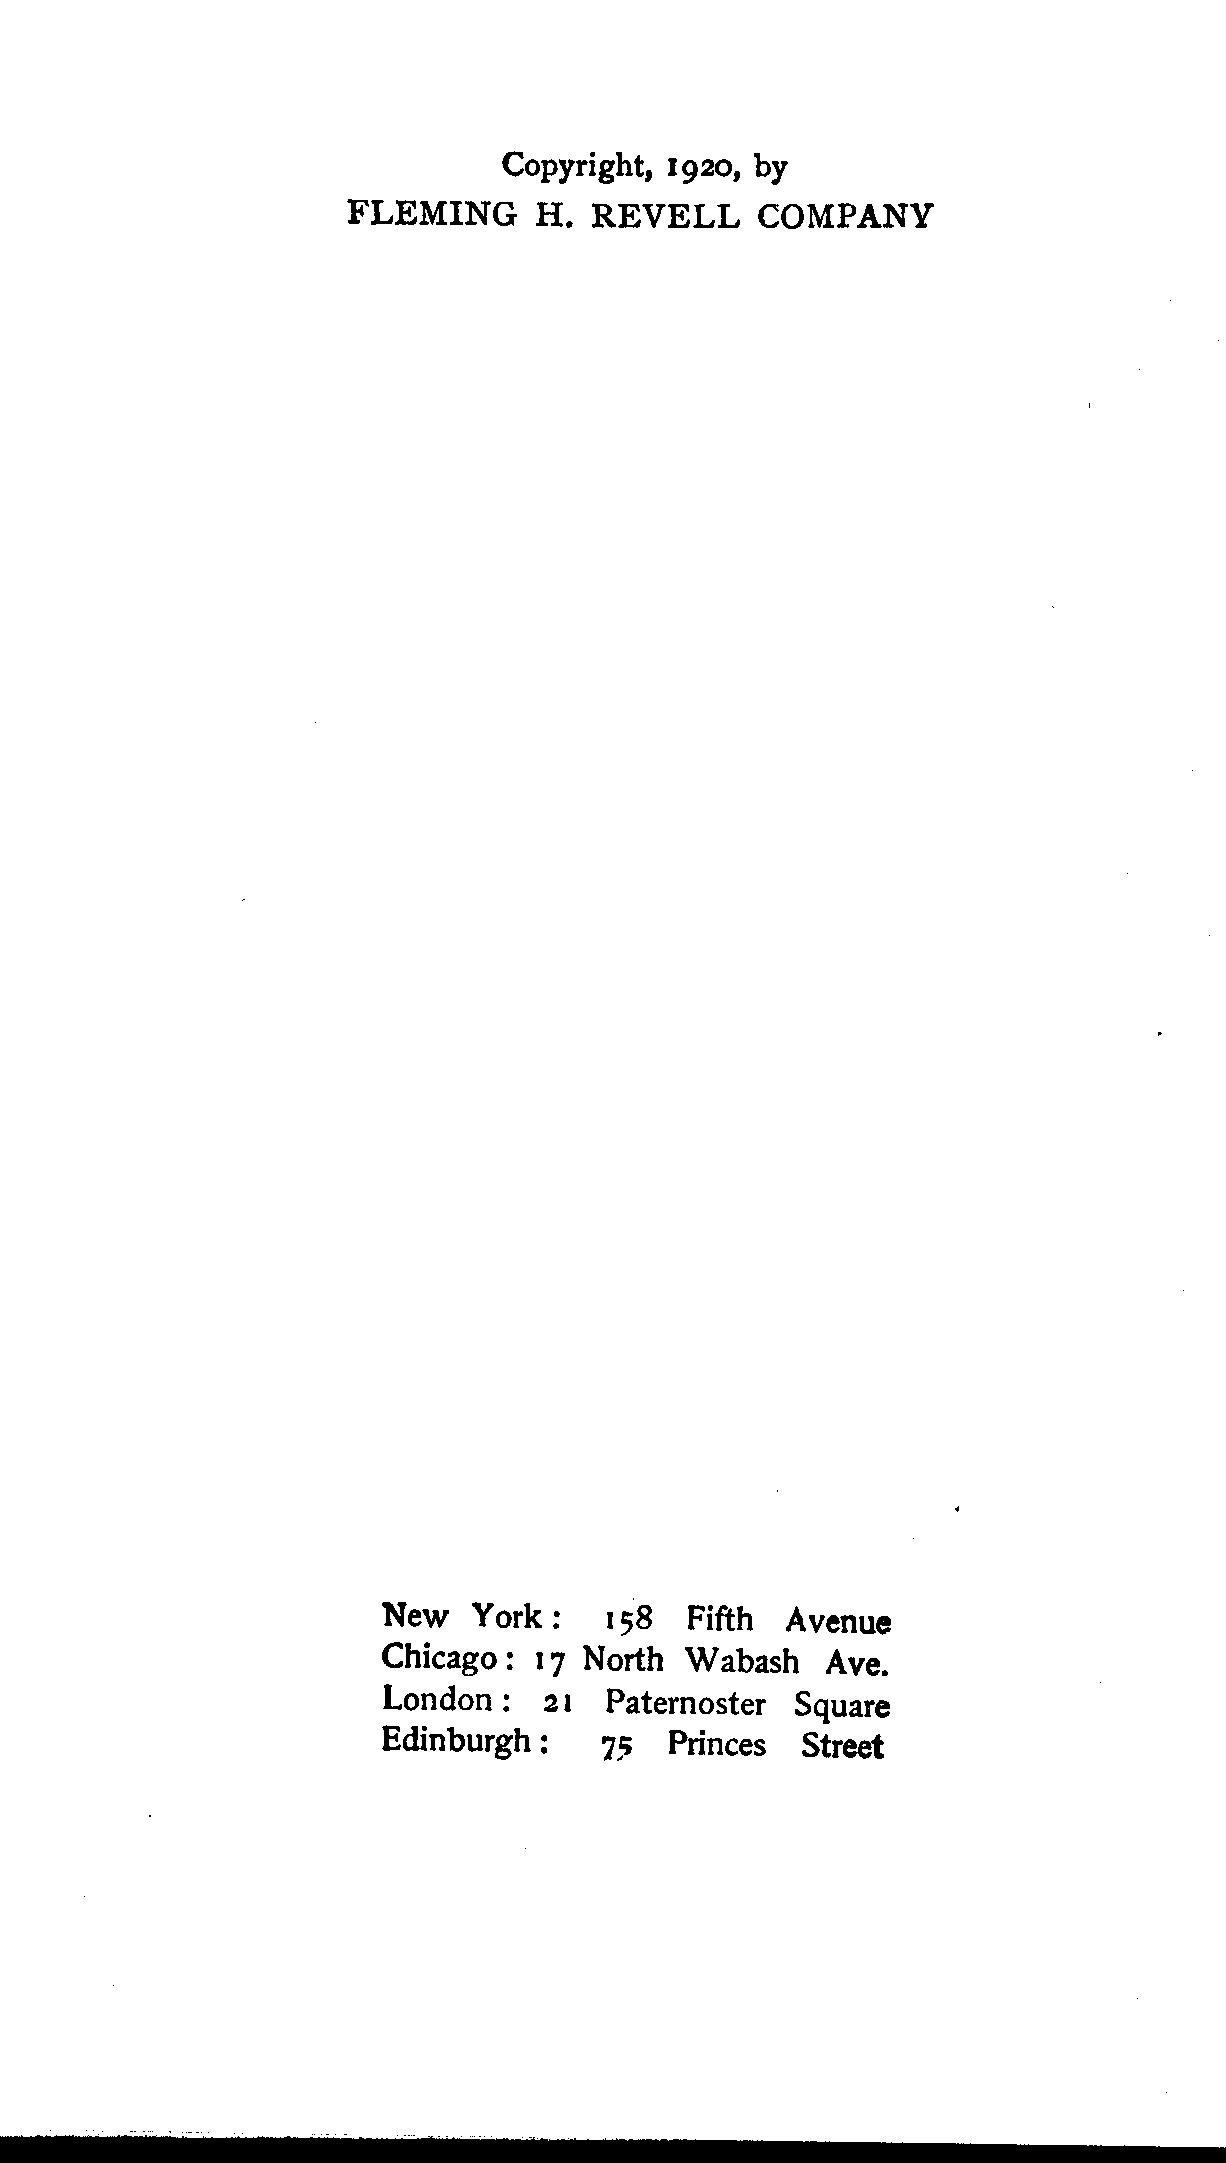 Copyright, 1920, by
FLEMING H. REVELL COMPANY
New York: 158 Fifth Avenue
Chicago: 17 North Wabash Ave.
London: 21 Paternoster Square
Edinburgh: 75 Princes Street